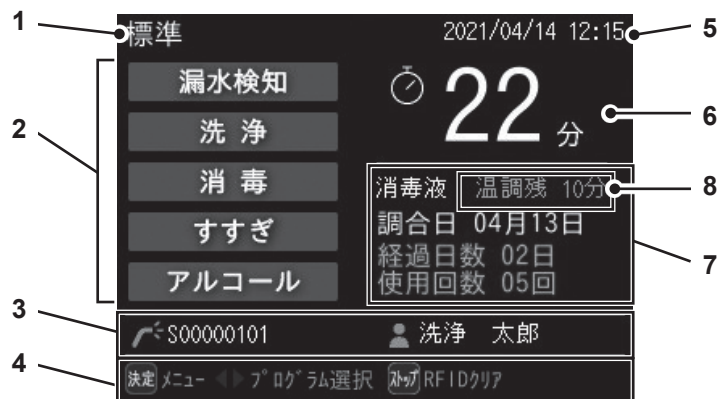 1
標準
2021/04/14 12:15
5
2
漏水検知
洗 浄
消 毒
すすぎ
アルコール
22分
6
消毒液 温調残 10分
8
調合日 04月13日
経過日数 02日
使用回数 05回
7
3
S00000101
洗浄 太郎
4
決定 メニュー ◀▶ プログラム選択 ストップ RFIDクリア